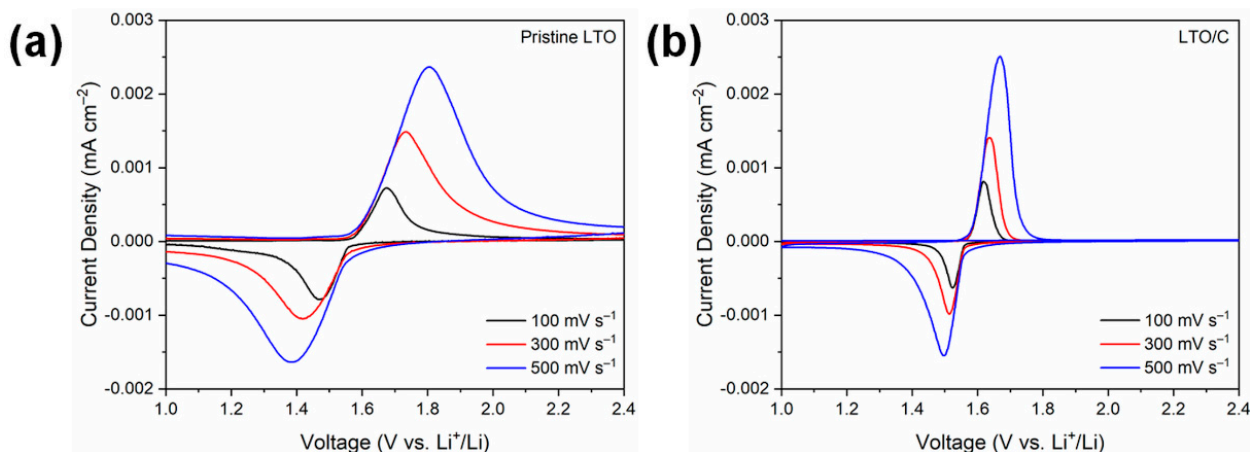 (a)
Pristine LTO
Current Density (mA cm⁻²)
0.003
0.002
0.001
0.000
-0.001
-0.002
100 mV s⁻¹
300 mV s⁻¹
500 mV s⁻¹
1.0 1.2 1.4 1.6 1.8 2.0 2.2 2.4
Voltage (V vs. Li⁺/Li)
(b)
LTO/C
Current Density (mA cm⁻²)
0.003
0.002
0.001
0.000
-0.001
-0.002
100 mV s⁻¹
300 mV s⁻¹
500 mV s⁻¹
1.0 1.2 1.4 1.6 1.8 2.0 2.2 2.4
Voltage (V vs. Li⁺/Li)